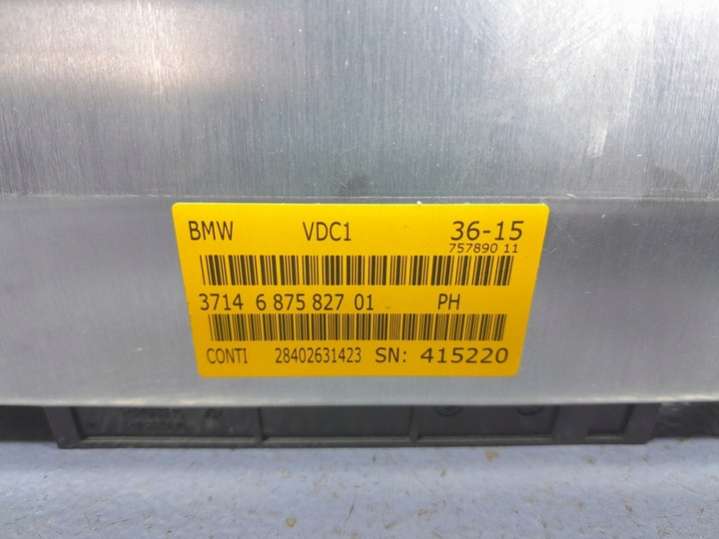 BMW VDC1 36-15
757890 11
3714 6 875 827 01 PH
CONTI 28402631423 SN: 415220